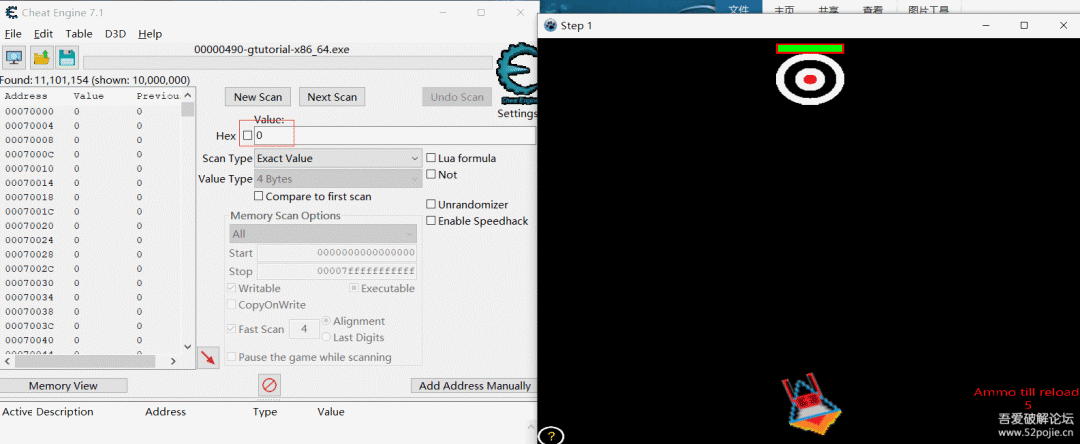 Cheat Engine 7.1
文件 主页 共享 查看 图片工具
File Edit Table D3D Help
Step 1
00000490-gtutorial-x86_64.exe
Found: 11,101,154 (shown: 10,000,000)
Address Value Previou
00070000 0 0
00070004 0 0
00070008 0 0
0007000C 0 0
00070010 0 0
00070014 0 0
00070018 0 0
0007001C 0 0
00070020 0 0
00070024 0 0
00070028 0 0
0007002C 0 0
00070030 0 0
00070034 0 0
00070038 0 0
0007003C 0 0
00070044 0 0
New Scan Next Scan Undo Scan
Cheat Engine
Settings
Value:
Hex 0
Scan Type Exact Value
Lua formula
Not
Value Type 4 Bytes
Compare to first scan
Unrandomizer
Enable Speedhack
Memory Scan Options
All
Start 0000000000000000
Stop 00007fffffffffff
Writable Executable
CopyOnWrite
Fast Scan 4 Alignment
Last Digits
Pause the game while scanning
Memory View
Add Address Manually
Active Description Address Type Value
Ammo till reload
5
吾爱破解论坛
www.52pojie.cn
?